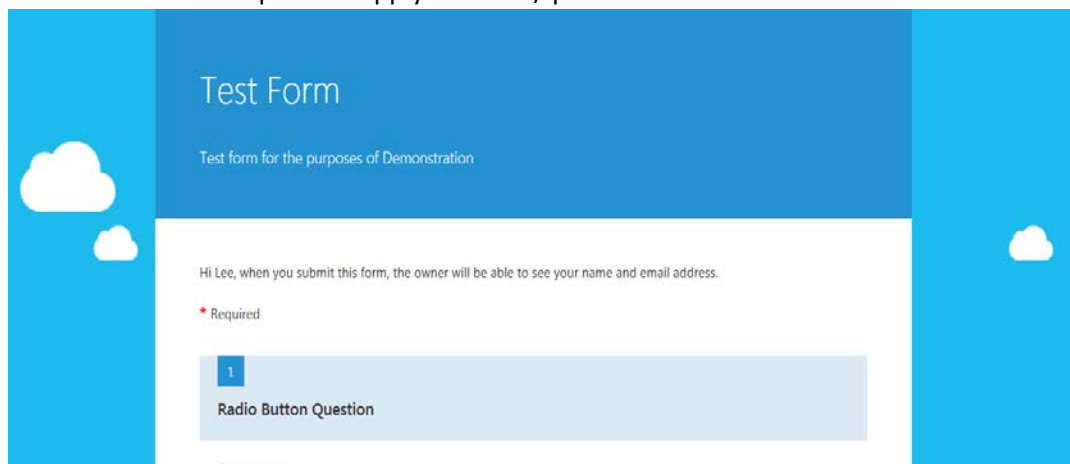 Test Form
Test form for the purposes of Demonstration
Hi Lee, when you submit this form, the owner will be able to see your name and email address.
* Required
1
Radio Button Question